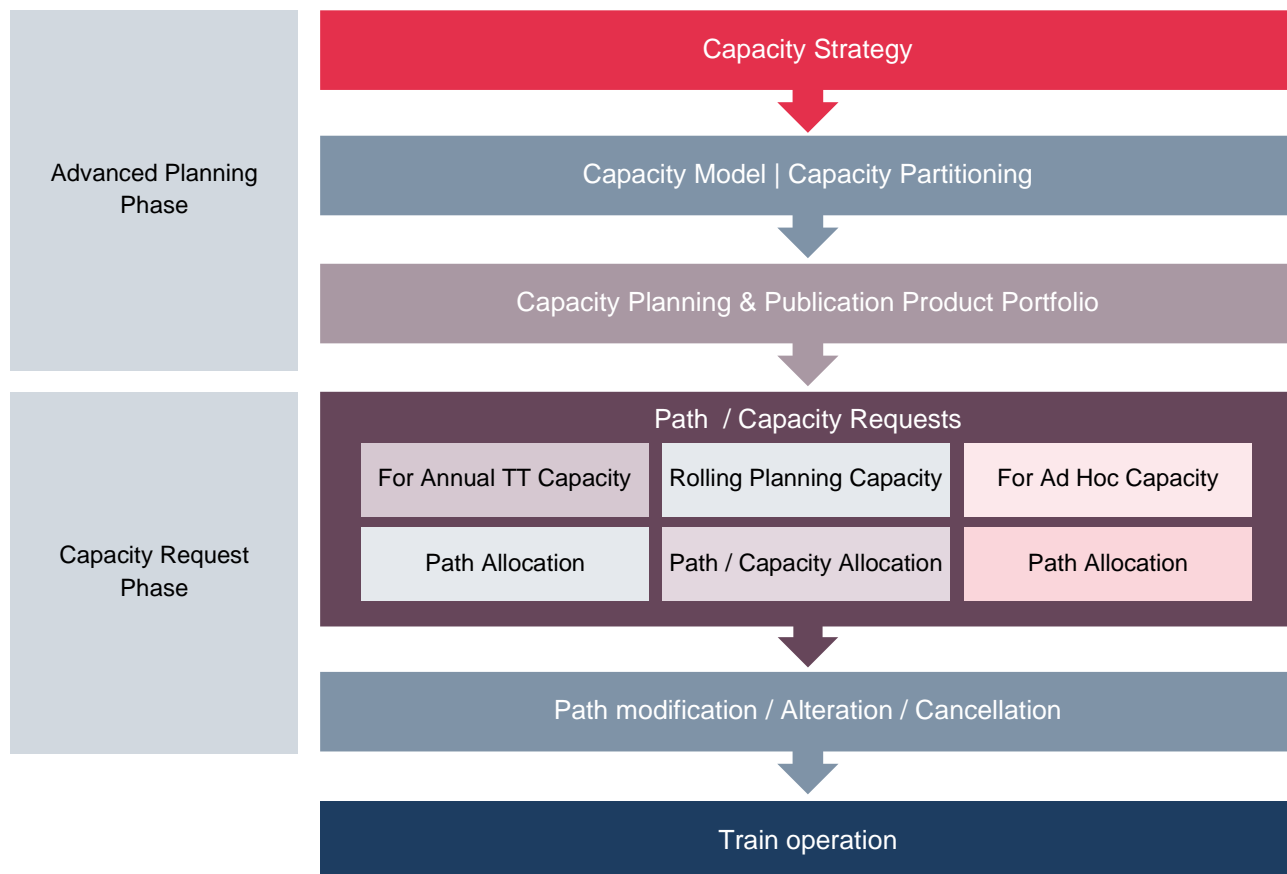 Capacity Strategy
Advanced Planning
Phase
Capacity Model | Capacity Partitioning
Capacity Planning & Publication Product Portfolio
Path / Capacity Requests
For Annual TT Capacity
Rolling Planning Capacity
For Ad Hoc Capacity
Capacity Request
Phase
Path Allocation
Path / Capacity Allocation
Path Allocation
Path modification / Alteration / Cancellation
Train operation